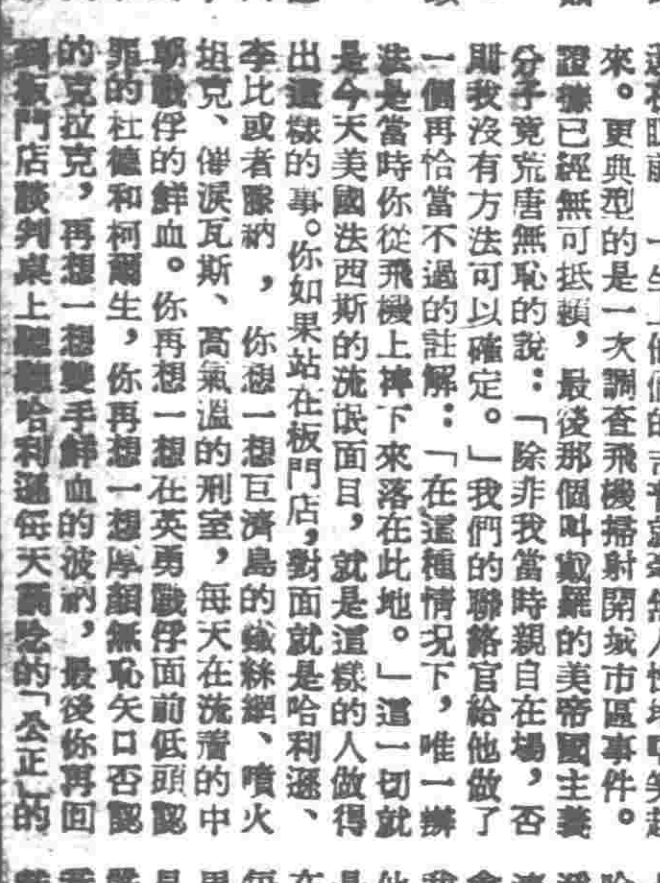 來。更典型的是一次調查飛機掃射開城市區事件。
證據已經無可抵賴，最後那個叫戴羅的美帝國主義
分子竟荒唐無恥的說：「除非我當時親自在場，否
則我沒有方法可以確定。」我們的聯絡官給他做了
一個再恰當不過的註解：「在這種情况下，唯一辦
法是當時你從飛機上摔下來落在此地。」這一切就
是今天美國法西斯的流氓面目，就是這樣的人做得
出這樣的事。你如果站在板門店，對面就是哈利遜、
李比或者黎納，你想一想巨濟島的鐵絲網、噴火
坦克、催淚瓦斯、高氣溫的刑室，每天在流着的中
朝戰俘的鮮血。你再想一想在英勇戰俘面前低頭認
罪的杜德和柯爾生，你再想一想厚顏無恥矢口否認
的克拉克，再想一想雙手鮮血的波納，最後你再回
到板門店談判桌上聽聽哈利遜每天唸的「公正」的